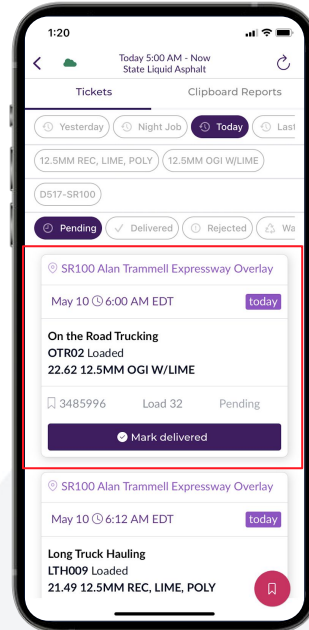 1:20
Today 5:00 AM - Now
State Liquid Asphalt
Tickets Clipboard Reports
Yesterday Night Job Today Last
12.5MM REC, LIME, POLY 12.5MM OGI W/LIME
D517-SR100
Pending Delivered Rejected Wa
SR100 Alan Trammell Expressway Overlay
May 10 6:00 AM EDT today
On the Road Trucking
OTR02 Loaded
22.62 12.5MM OGI W/LIME
3485996 Load 32 Pending
Mark delivered
SR100 Alan Trammell Expressway Overlay
May 10 6:12 AM EDT today
Long Truck Hauling
LTH009 Loaded
21.49 12.5MM REC, LIME, POLY